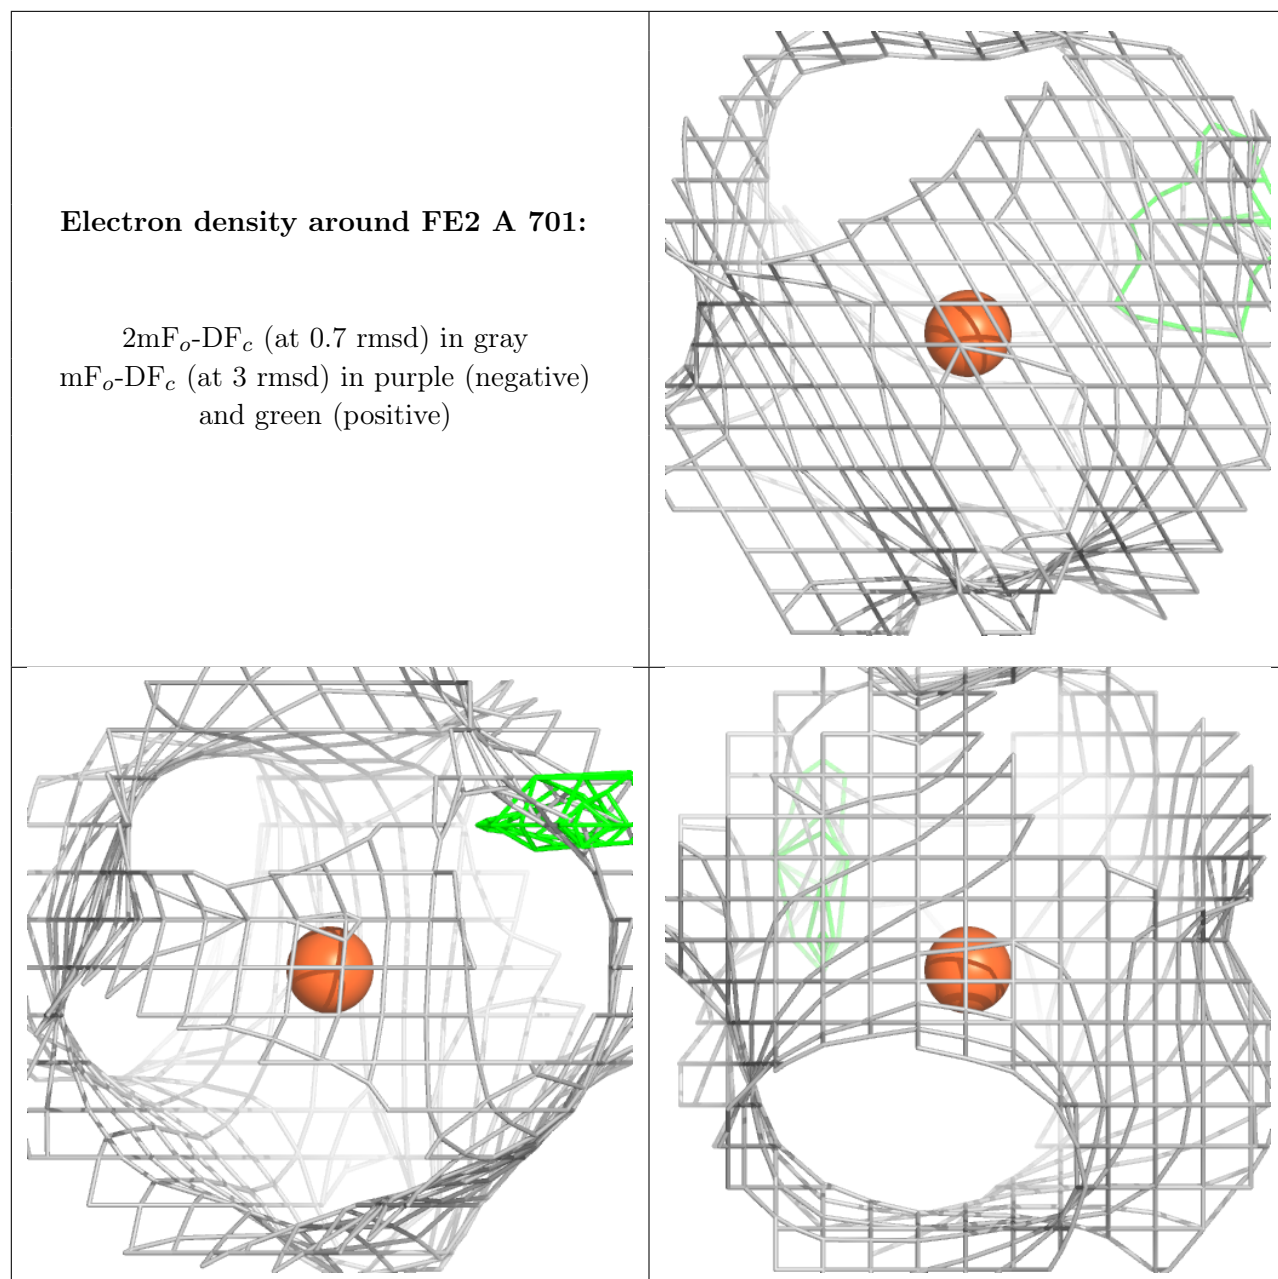 Electron density around FE2 A 701:
2mFo-DFc (at 0.7 rmsd) in gray
mFo-DFc (at 3 rmsd) in purple (negative)
and green (positive)